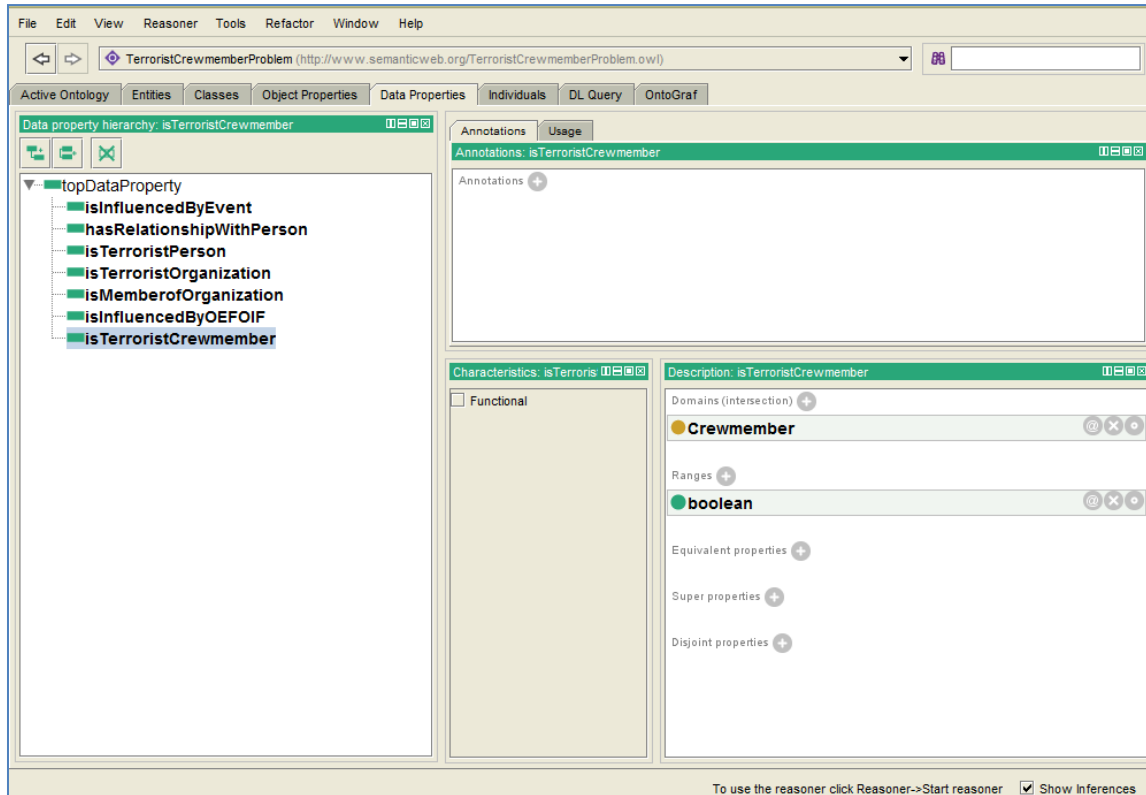 File Edit View Reasoner Tools Refactor Window Help
TerroristCrewmemberProblem (http://www.semanticweb.org/TerroristCrewmemberProblem.owl)
Active Ontology Entities Classes Object Properties Data Properties Individuals DL Query OntoGraf
Data property hierarchy: isTerroristCrewmember
topDataProperty
isInfluencedByEvent
hasRelationshipWithPerson
isTerroristPerson
isTerroristOrganization
isMemberofOrganization
isInfluencedByOEFOIF
isTerroristCrewmember
Annotations Usage
Annotations: isTerroristCrewmember
Annotations
Characteristics: isTerroris
Functional
Description: isTerroristCrewmember
Domains (intersection)
Crewmember
Ranges
boolean
Equivalent properties
Super properties
Disjoint properties
To use the reasoner click Reasoner->Start reasoner Show Inferences